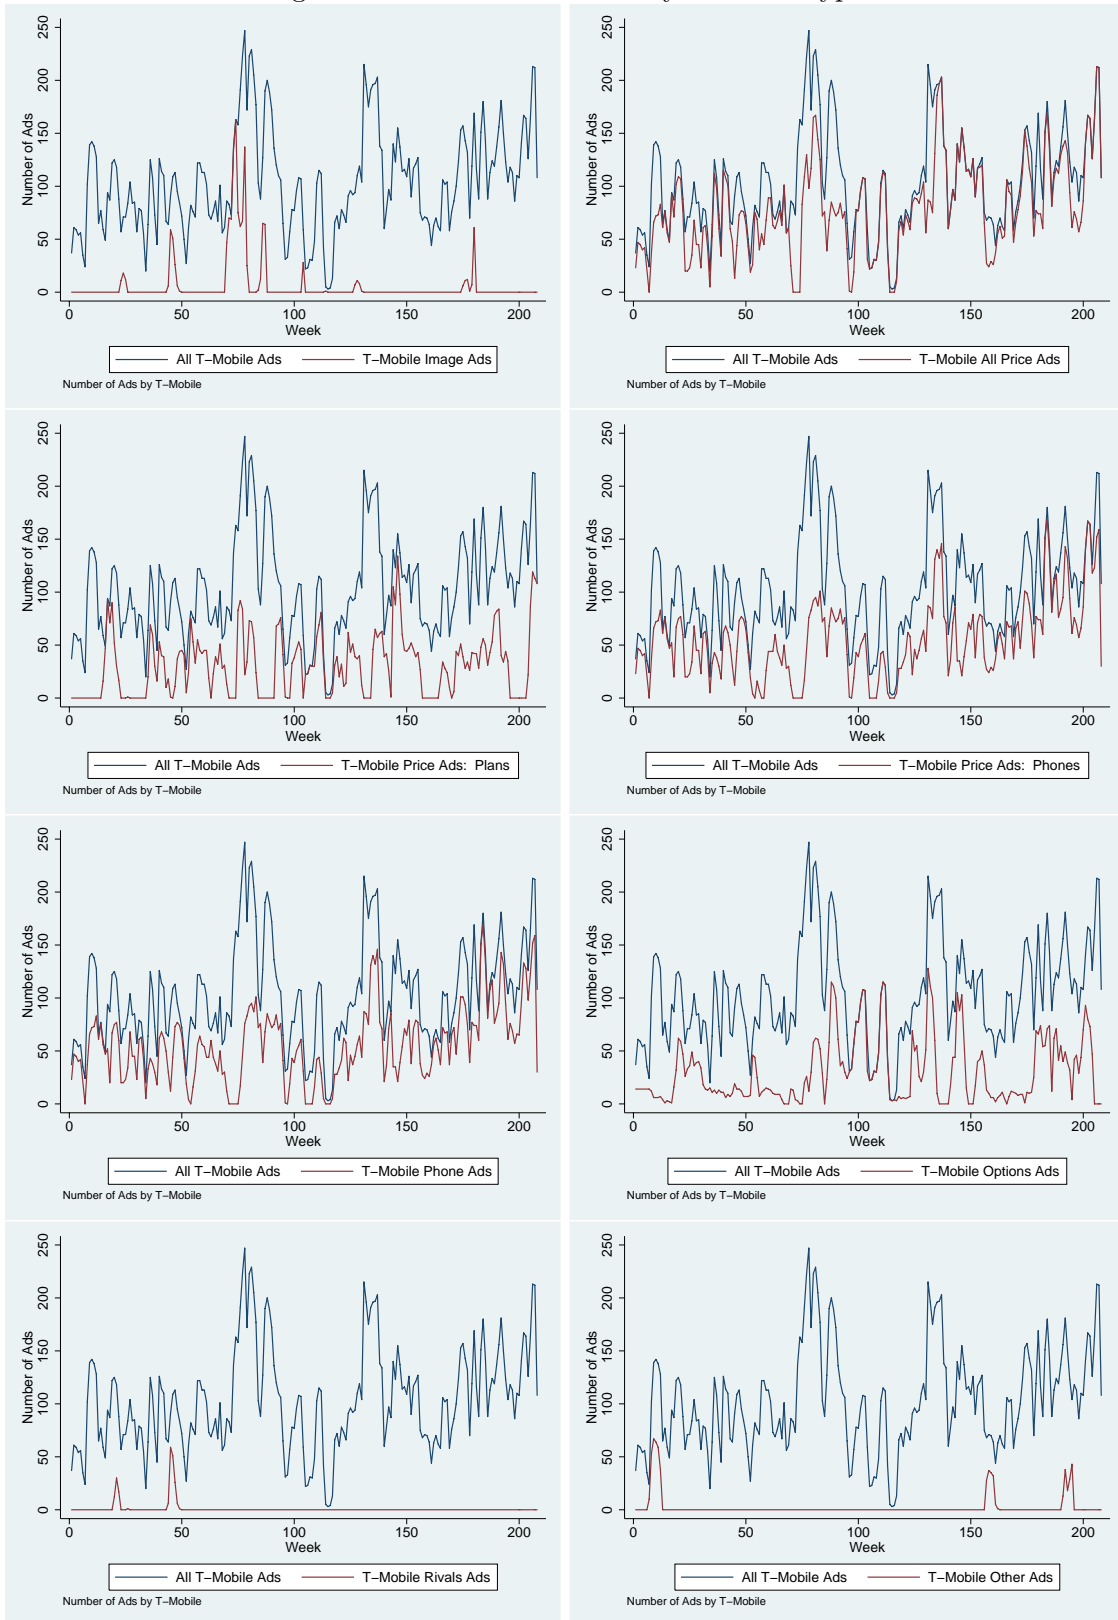 250
200
150
100
50
0
Number of Ads
0 50 100 150 200
Week
All T−Mobile Ads T−Mobile Image Ads
Number of Ads by T−Mobile
250
200
150
100
50
0
Number of Ads
0 50 100 150 200
Week
All T−Mobile Ads T−Mobile All Price Ads
Number of Ads by T−Mobile
250
200
150
100
50
0
Number of Ads
0 50 100 150 200
Week
All T−Mobile Ads T−Mobile Price Ads: Plans
Number of Ads by T−Mobile
250
200
150
100
50
0
Number of Ads
0 50 100 150 200
Week
All T−Mobile Ads T−Mobile Price Ads: Phones
Number of Ads by T−Mobile
250
200
150
100
50
0
Number of Ads
0 50 100 150 200
Week
All T−Mobile Ads T−Mobile Phone Ads
Number of Ads by T−Mobile
250
200
150
100
50
0
Number of Ads
0 50 100 150 200
Week
All T−Mobile Ads T−Mobile Options Ads
Number of Ads by T−Mobile
250
200
150
100
50
0
Number of Ads
0 50 100 150 200
Week
All T−Mobile Ads T−Mobile Rivals Ads
Number of Ads by T−Mobile
250
200
150
100
50
0
Number of Ads
0 50 100 150 200
Week
All T−Mobile Ads T−Mobile Other Ads
Number of Ads by T−Mobile